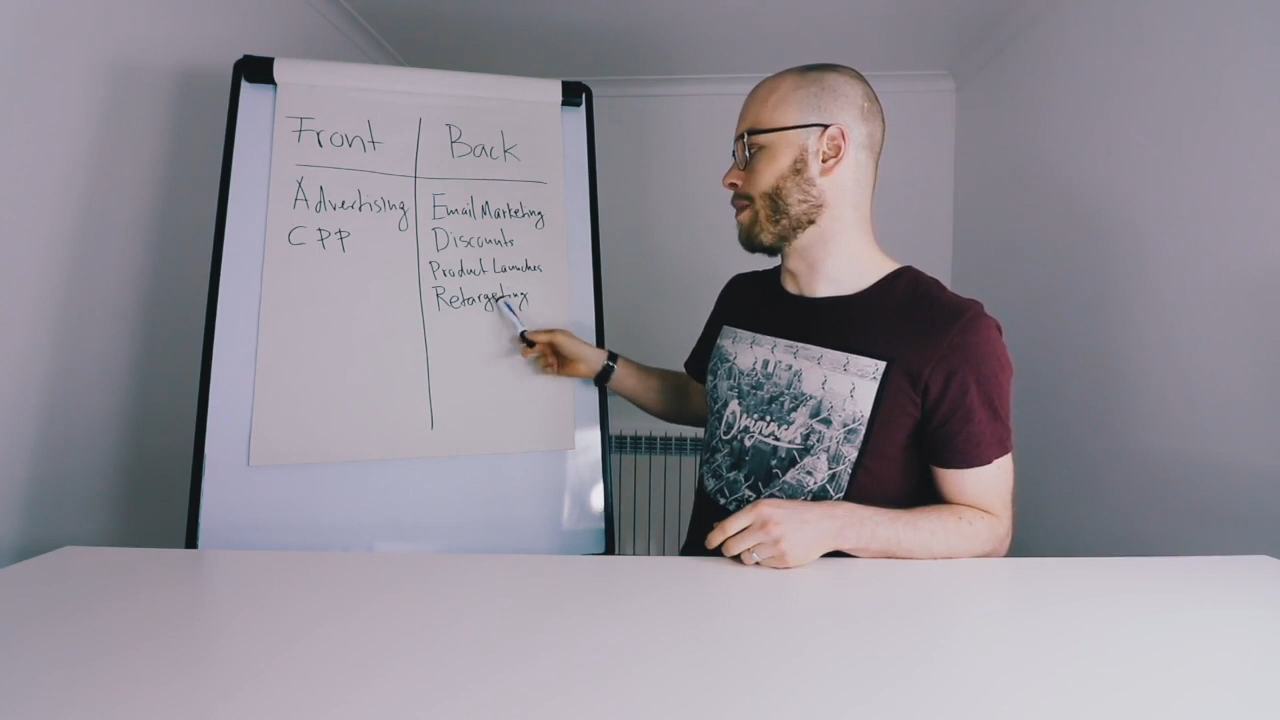 Front
Back
Advertising
CPP
Email Marketing
Discounts
Product Launches
Retargeting
Original